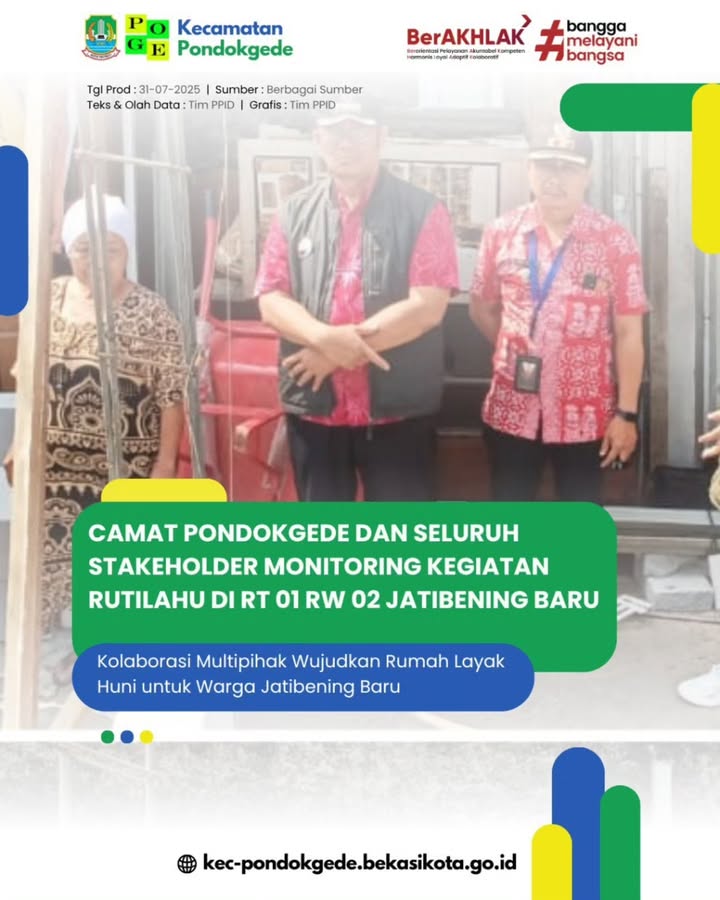 POGE
Kecamatan
Pondokgede
BerAKHLAK
Berorientasi Pelayanan Akuntabel Kompeten
Harmonis Loyal Adaptif Kolaboratif
#bangga
melayani
bangsa
Tgl Prod : 31-07-2025 | Sumber : Berbagai Sumber
Teks & Olah Data : Tim PPID | Grafis : Tim PPID
CAMAT PONDOKGEDE DAN SELURUH
STAKEHOLDER MONITORING KEGIATAN
RUTILAHU DI RT 01 RW 02 JATIBENING BARU
Kolaborasi Multipihak Wujudkan Rumah Layak
Huni untuk Warga Jatibening Baru
kec-pondokgede.bekasikota.go.id